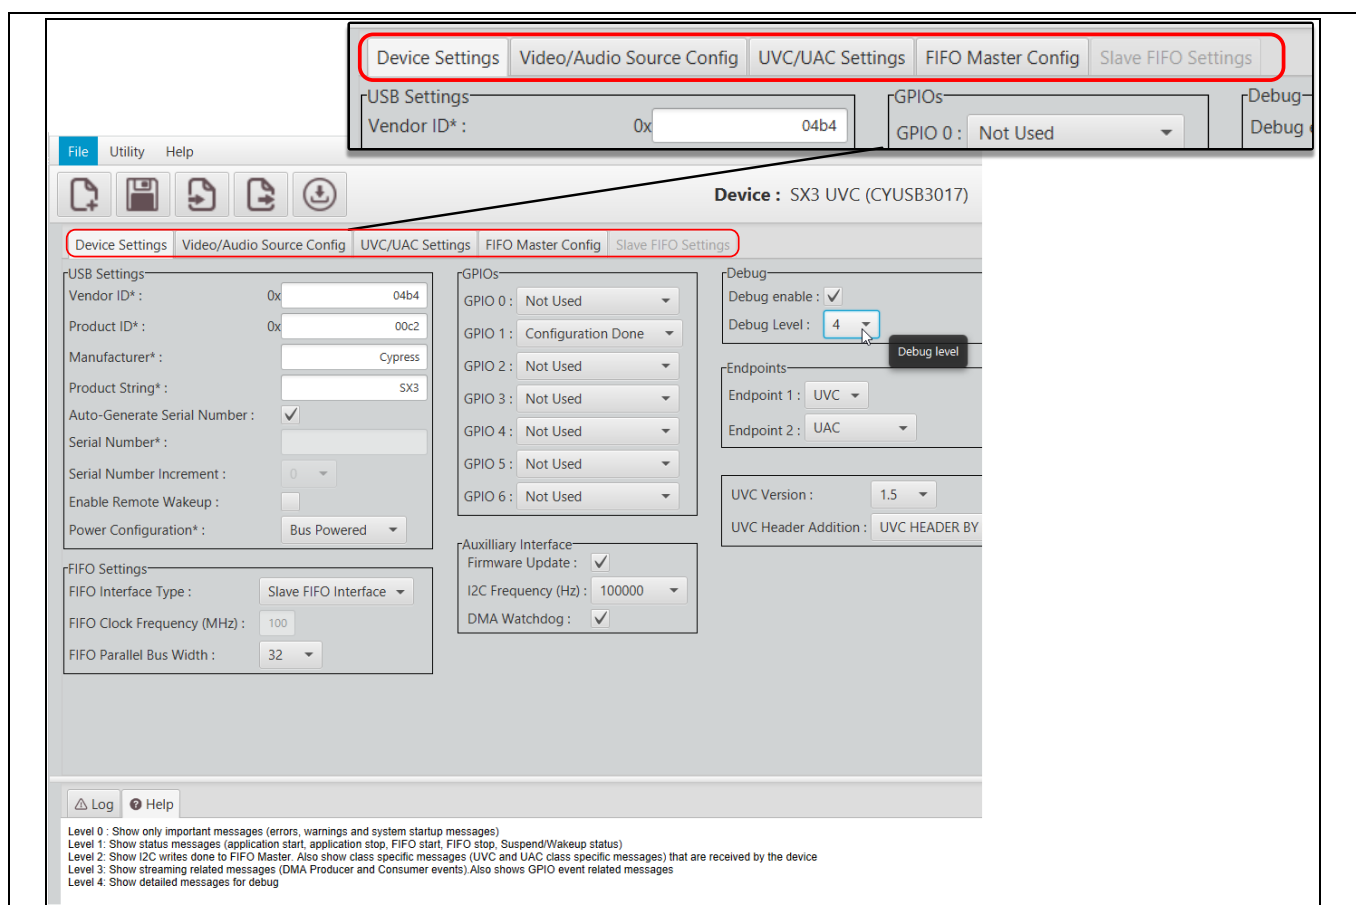 Device Settings Video/Audio Source Config UVC/UAC Settings FIFO Master Config Slave FIFO Settings
USB Settings GPIOs Debug
Vendor ID* : 0x 04b4 GPIO 0 : Not Used Debug
File Utility Help
Device : SX3 UVC (CYUSB3017)
Device Settings Video/Audio Source Config UVC/UAC Settings FIFO Master Config Slave FIFO Settings
USB Settings
Vendor ID* : 0x 04b4
Product ID* : 0x 00c2
Manufacturer* : Cypress
Product String* : SX3
Auto-Generate Serial Number :
Serial Number* :
Serial Number Increment : 0
Enable Remote Wakeup :
Power Configuration* : Bus Powered
FIFO Settings
FIFO Interface Type : Slave FIFO Interface
FIFO Clock Frequency (MHz) : 100
FIFO Parallel Bus Width : 32
GPIOs
GPIO 0 : Not Used
GPIO 1 : Configuration Done
GPIO 2 : Not Used
GPIO 3 : Not Used
GPIO 4 : Not Used
GPIO 5 : Not Used
GPIO 6 : Not Used
Auxilliary Interface
Firmware Update :
I2C Frequency (Hz) : 100000
DMA Watchdog :
Debug
Debug enable :
Debug Level : 4
Debug level
Endpoints
Endpoint 1 : UVC
Endpoint 2 : UAC
UVC Version : 1.5
UVC Header Addition : UVC HEADER BY
Log Help
Level 0 : Show only important messages (errors, warnings and system startup messages)
Level 1: Show status messages (application start, application stop, FIFO start, FIFO stop, Suspend/Wakeup status)
Level 2: Show I2C writes done to FIFO Master. Also show class specific messages (UVC and UAC class specific messages) that are received by the device
Level 3: Show streaming related messages (DMA Producer and Consumer events).Also shows GPIO event related messages
Level 4: Show detailed messages for debug